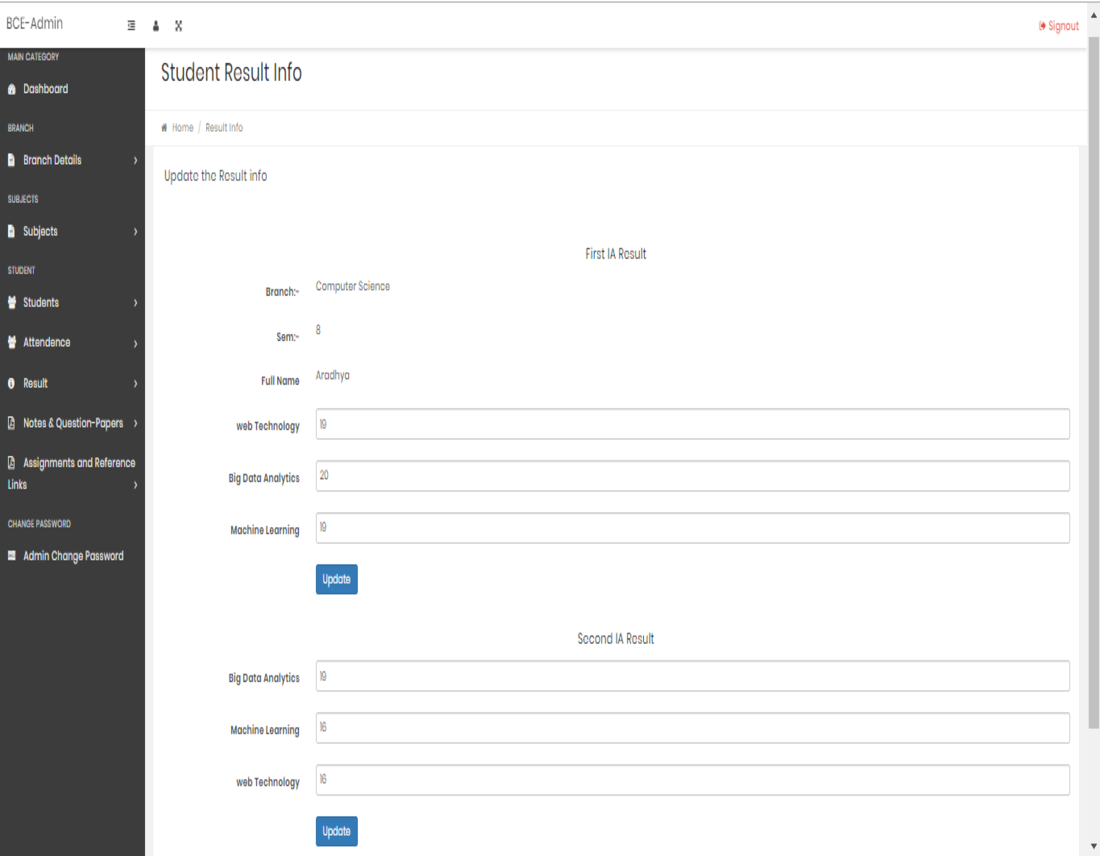 BCE-Admin
Signout
MAIN CATEGORY
Dashboard
BRANCH
Branch Details
SUBJECTS
Subjects
STUDENT
Students
Attendence
Result
Notes & Question-Papers
Assignments and Reference
Links
CHANGE PASSWORD
Admin Change Password
Student Result Info
Home / Result Info
Update the Result info
First IA Result
Branch:- Computer Science
Sem:- 8
Full Name Aradhya
web Technology 19
Big Data Analytics 20
Machine Learning 19
Update
Second IA Result
Big Data Analytics 19
Machine Learning 16
web Technology 16
Update